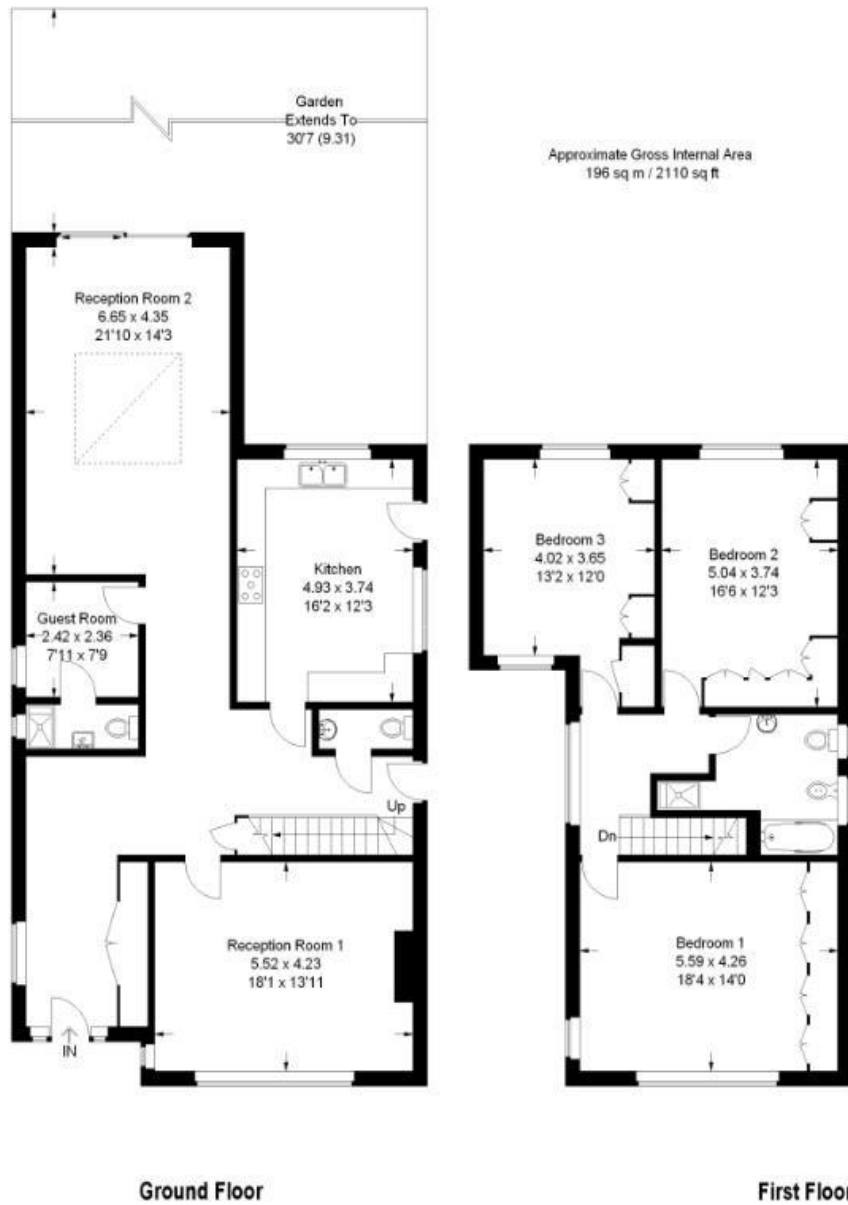 Garden
Extends To
30'7 (9.31)
Approximate Gross Internal Area
196 sq m / 2110 sq ft
Reception Room 2
6.65 x 4.35
21'10 x 14'3
Kitchen
4.93 x 3.74
16'2 x 12'3
Guest Room
2.42 x 2.36
7'11 x 7'9
Up
Reception Room 1
5.52 x 4.23
18'1 x 13'11
IN
Bedroom 3
4.02 x 3.65
13'2 x 12'0
Bedroom 2
5.04 x 3.74
16'6 x 12'3
Dn
Bedroom 1
5.59 x 4.26
18'4 x 14'0
Ground Floor
First Floor